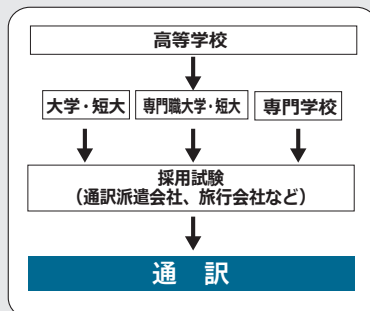 高等学校
大学・短大
専門職大学・短大
専門学校
採用試験
（通訳派遣会社、旅行会社など）
通　訳